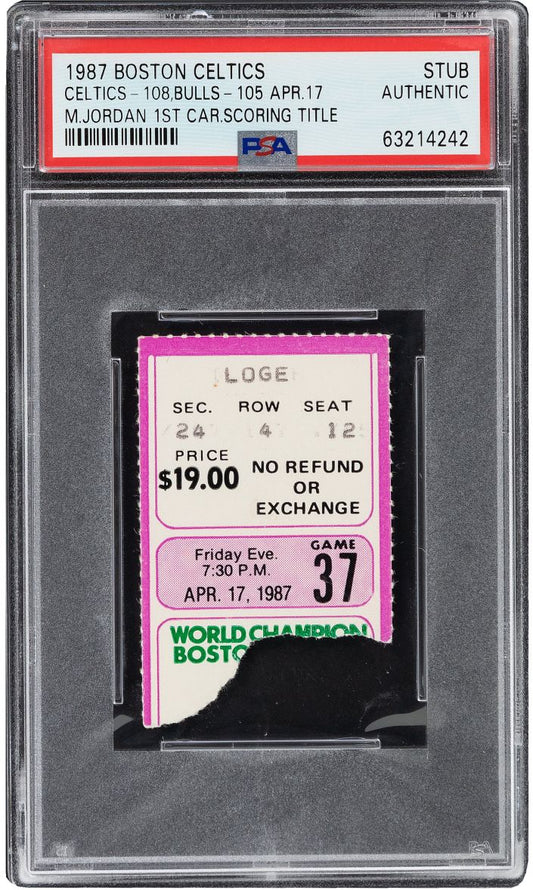 1987 BOSTON CELTICS STUB
CELTICS - 108,BULLS - 105 APR.17 AUTHENTIC
M.JORDAN 1ST CAR.SCORING TITLE
PSA 63214242
LOGE
SEC. ROW SEAT
24 4 12
PRICE
$19.00 NO REFUND
OR
EXCHANGE
Friday Eve. GAME
7:30 P.M. 37
APR. 17, 1987
WORLD CHAMPION
BOSTO